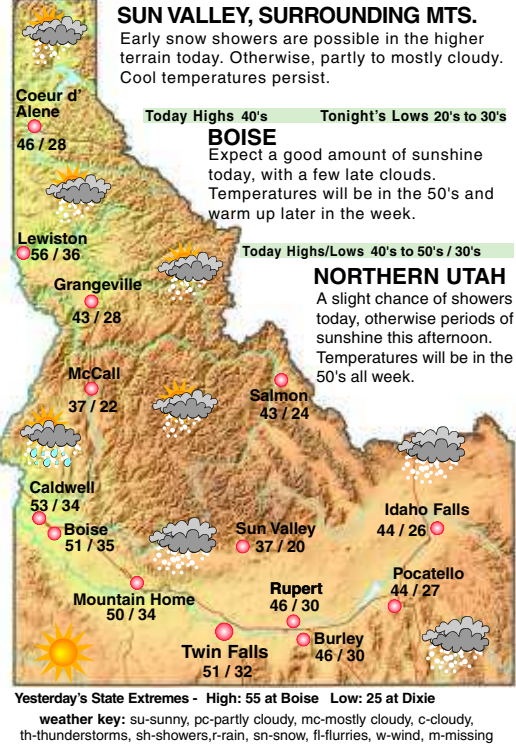 SUN VALLEY, SURROUNDING MTS.
Early snow showers are possible in the higher
terrain today. Otherwise, partly to mostly cloudy.
Cool temperatures persist.
Today Highs 40's Tonight's Lows 20's to 30's
BOISE
Expect a good amount of sunshine
today, with a few late clouds.
Temperatures will be in the 50's and
warm up later in the week.
Today Highs/Lows 40's to 50's / 30's
NORTHERN UTAH
A slight chance of showers
today, otherwise periods of
sunshine this afternoon.
Temperatures will be in the
50's all week.
Coeur d'
Alene
46 / 28
Lewiston
56 / 36
Grangeville
43 / 28
McCall
37 / 22
Salmon
43 / 24
Caldwell
53 / 34
Boise
51 / 35
Sun Valley
37 / 20
Idaho Falls
44 / 26
Mountain Home
50 / 34
Rupert
46 / 30
Pocatello
44 / 27
Twin Falls
51 / 32
Burley
46 / 30
Yesterday's State Extremes - High: 55 at Boise Low: 25 at Dixie
weather key: su-sunny, pc-partly cloudy, mc-mostly cloudy, c-cloudy,
th-thunderstorms, sh-showers,r-rain, sn-snow, fl-flurries, w-wind, m-missing